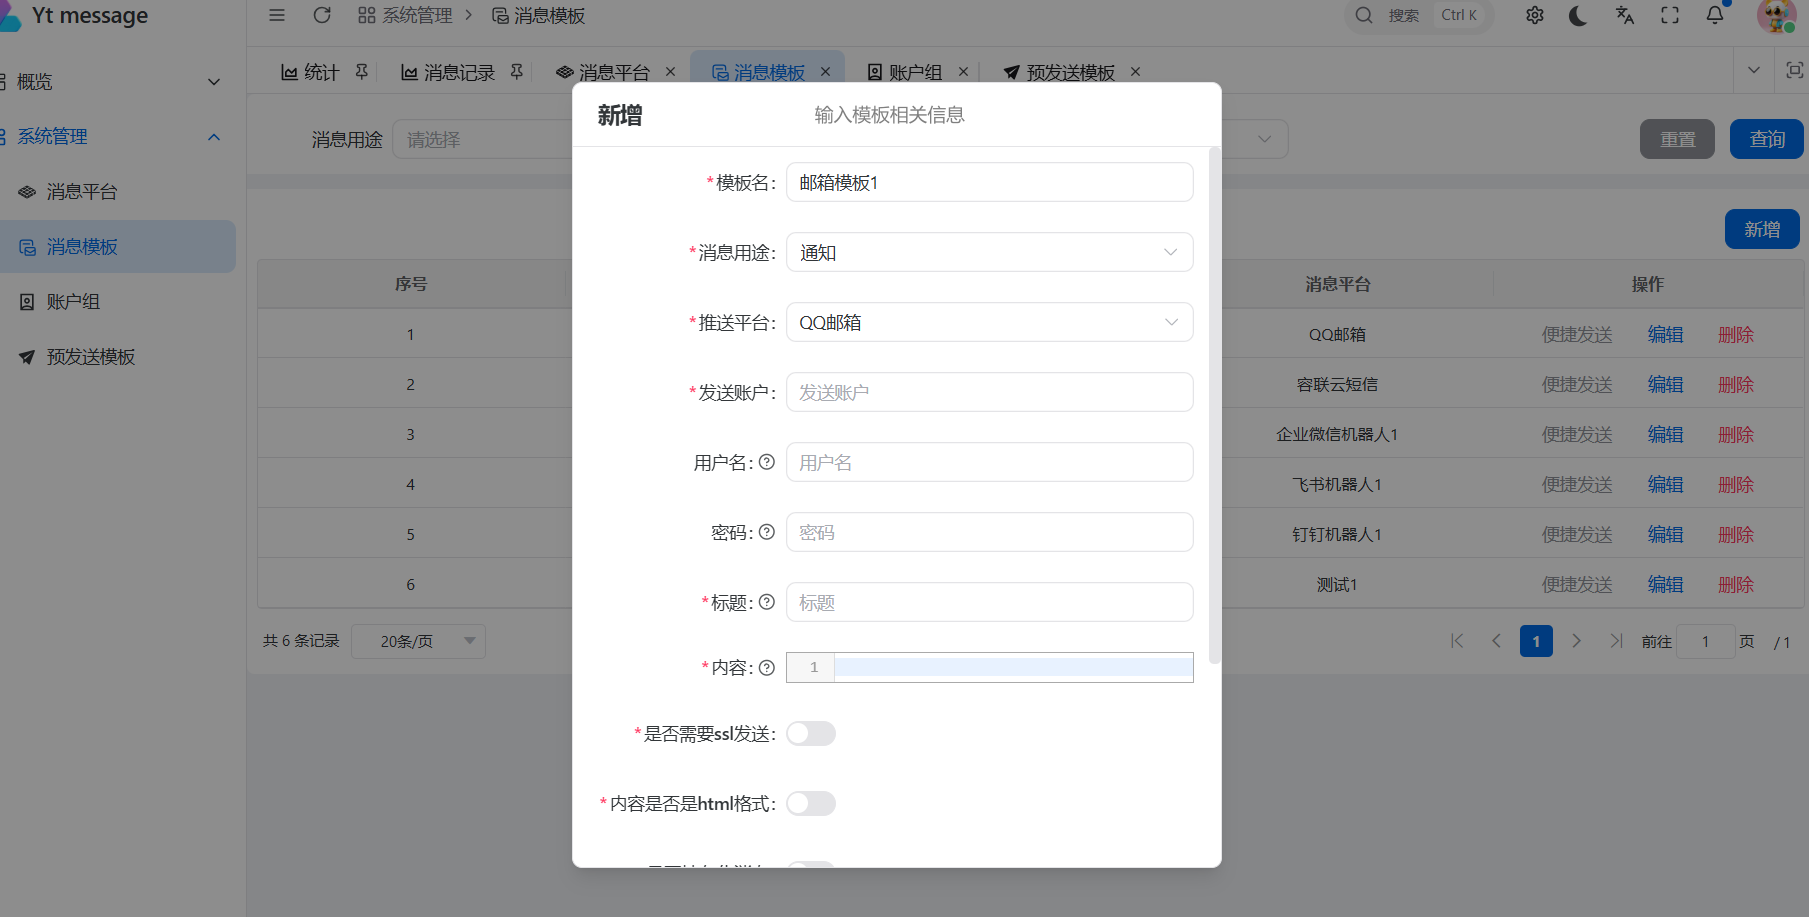 Yt message
系统管理
消息模板
搜索
Ctrl K
概览
系统管理
消息平台
消息模板
账户组
预发送模板
统计
消息记录
消息平台
消息模板
账户组
预发送模板
消息用途
请选择
重置
查询
新增
序号
消息平台
操作
1
QQ邮箱
便捷发送
编辑
删除
2
容联云短信
便捷发送
编辑
删除
3
企业微信机器人1
便捷发送
编辑
删除
4
飞书机器人1
便捷发送
编辑
删除
5
钉钉机器人1
便捷发送
编辑
删除
6
测试1
便捷发送
编辑
删除
共 6 条记录
20条/页
1
前往
1
页
/ 1
新增
输入模板相关信息
*模板名:
邮箱模板1
*消息用途:
通知
*推送平台:
QQ邮箱
*发送账户:
发送账户
用户名:
用户名
密码:
密码
*标题:
标题
*内容:
1
*是否需要ssl发送:
*内容是否是html格式: